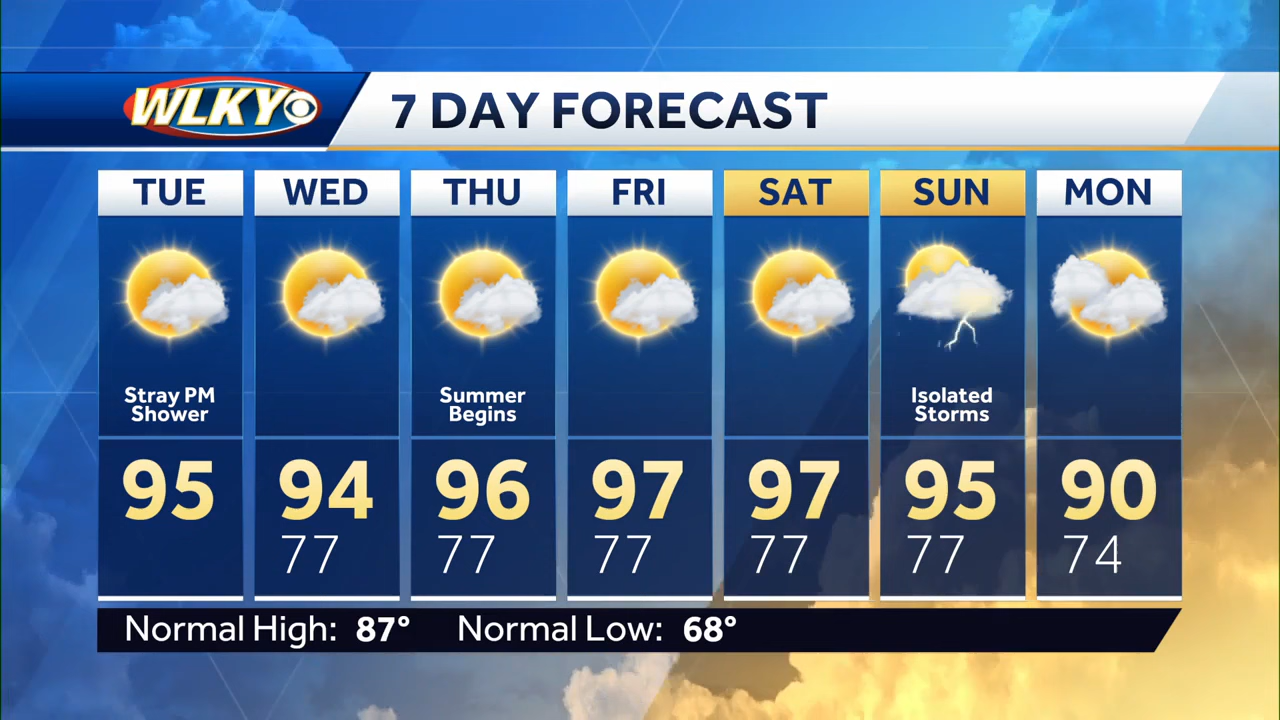 WLKY
7 DAY FORECAST
TUE
WED
THU
FRI
SAT
SUN
MON
Stray PM
Shower
Summer
Begins
Isolated
Storms
95
94
96
97
97
95
90
77
77
77
77
77
74
Normal High: 87° Normal Low: 68°